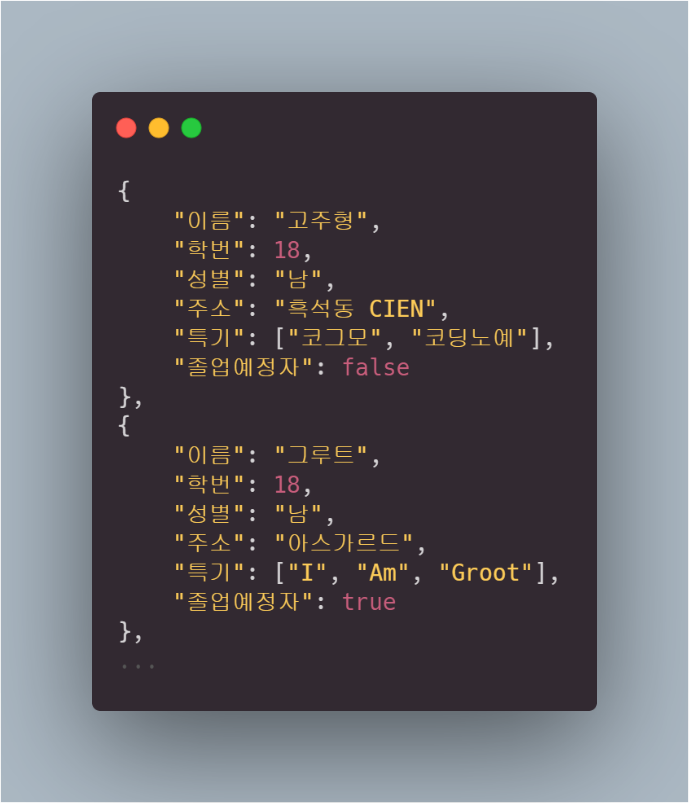 {
    "이름": "고주형",
    "학번": 18,
    "성별": "남",
    "주소": "흑석동 CIEN",
    "특기": ["코그모", "코딩노예"],
    "졸업예정자": false
},
{
    "이름": "그루트",
    "학번": 18,
    "성별": "남",
    "주소": "아스가르드",
    "특기": ["I", "Am", "Groot"],
    "졸업예정자": true
},
...